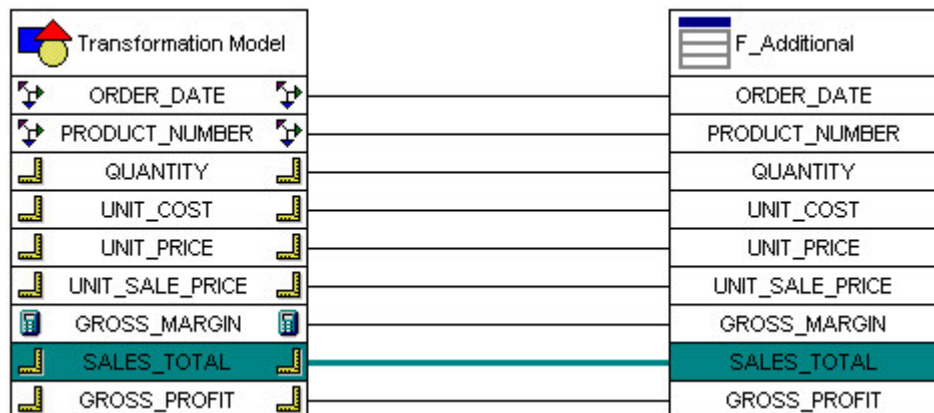 Transformation Model
ORDER_DATE
PRODUCT_NUMBER
QUANTITY
UNIT_COST
UNIT_PRICE
UNIT_SALE_PRICE
GROSS_MARGIN
SALES_TOTAL
GROSS_PROFIT
F_Additional
ORDER_DATE
PRODUCT_NUMBER
QUANTITY
UNIT_COST
UNIT_PRICE
UNIT_SALE_PRICE
GROSS_MARGIN
SALES_TOTAL
GROSS_PROFIT